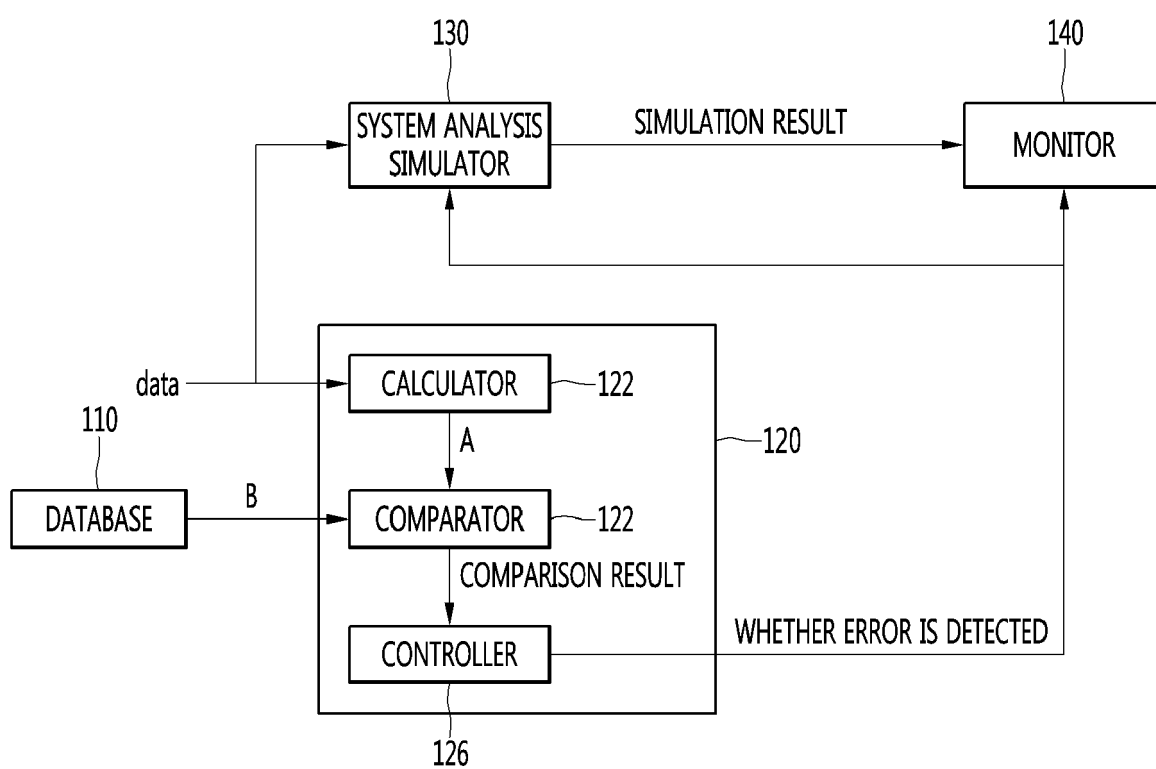 130
140
SYSTEM ANALYSIS
SIMULATOR
SIMULATION RESULT
MONITOR
data
CALCULATOR
122
110
A
120
DATABASE
B
COMPARATOR
122
COMPARISON RESULT
CONTROLLER
WHETHER ERROR IS DETECTED
126